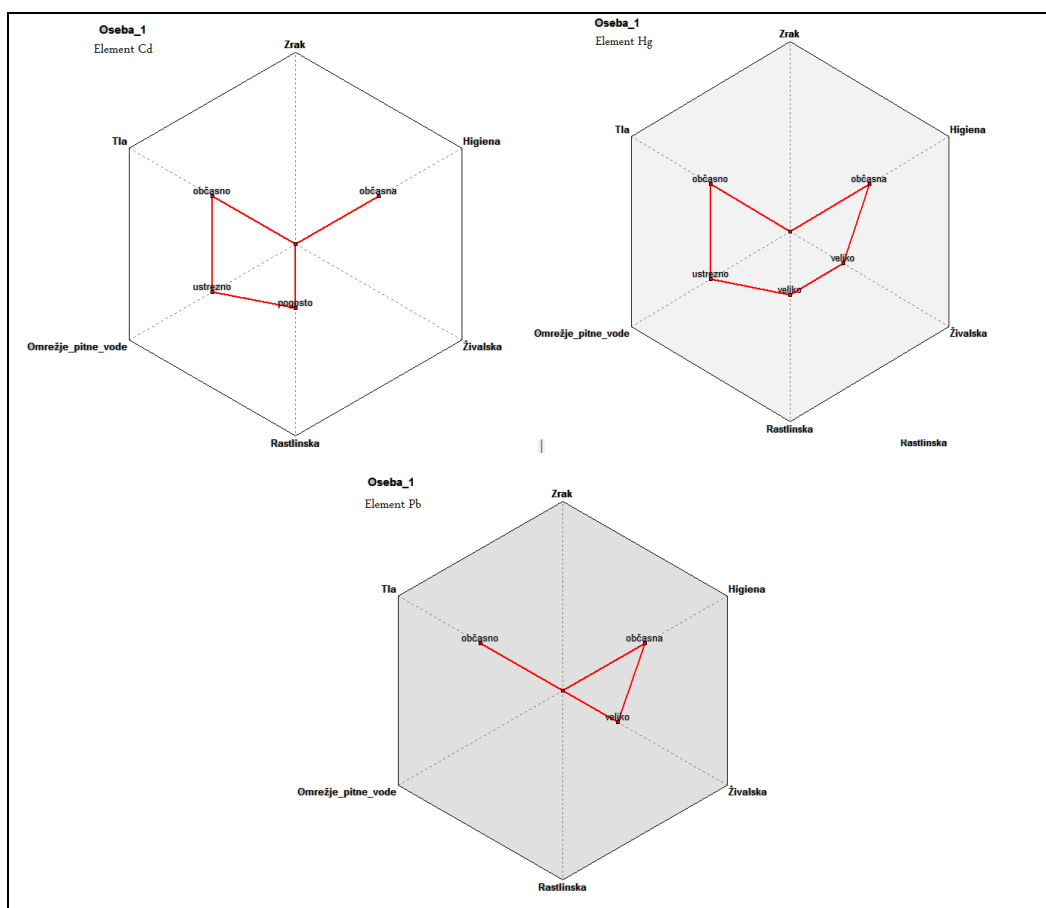 Oseba_1
Element Cd
Zrak
Tla
Higiena
občasno
občasna
ustrezno
pogosto
Omrežje_pitne_vode
Živalska
Rastlinska
Oseba_1
Element Hg
Zrak
Tla
Higiena
občasno
občasna
veliko
ustrezno
veliko
Omrežje_pitne_vode
Živalska
Rastlinska
Rastlinska
Oseba_1
Element Pb
Zrak
Tla
Higiena
občasno
občasna
veliko
Omrežje_pitne_vode
Živalska
Rastlinska